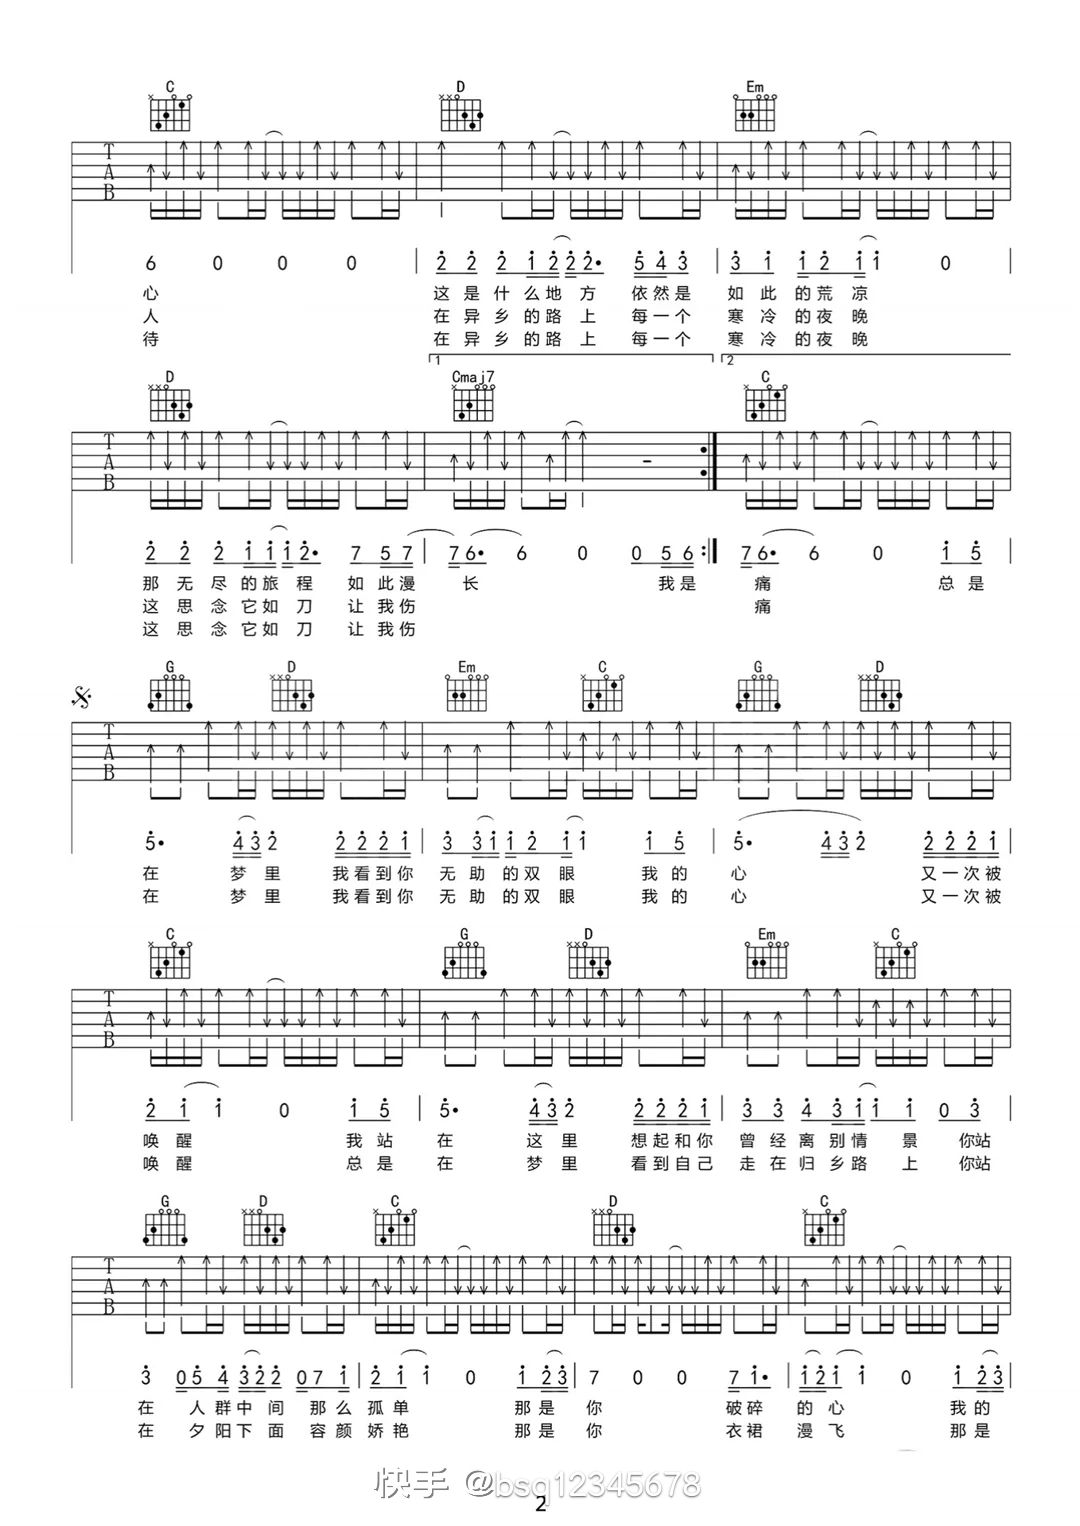 C D Em
T
A
B
6 0 0 0 2 2 2 1 2 2 2· 5 4 3 3 1 1 2 1 1 0
心 这是什么地方 依然是 如此的荒凉
人 在异乡的路上 每一个 寒冷的夜晚
待 在异乡的路上 每一个 寒冷的夜晚
1 2
D Cmaj7 C
T
A
B
2 2 2 1 1 1 2· 7 5 7 7 6· 6 0 0 5 6 7 6· 6 0 1 5
那无尽的旅程 如此漫 长 我是 痛 总是
这思念它如刀 让我伤 痛
这思念它如刀 让我伤
G D Em C G D
T
A
B
5· 4 3 2 2 2 2 1 3 3 1 1 2 1 1 1 5 5· 4 3 2 2 2 2 1
在 梦里 我看到你 无助的双眼 我的 心 又一次被
在 梦里 我看到你 无助的双眼 我的 心 又一次被
C G D Em C
T
A
B
2 1 1 0 1 5 5· 4 3 2 2 2 2 1 3 3 4 3 1 1 1 0 3
唤醒 我站 在 这里 想起和你 曾经离别情景 你站
唤醒 总是 在 梦里 看到自己 走在归乡路上 你站
G D C D C
T
A
B
3 0 5 4 3 2 2 0 7 1 2 1 1 0 1 2 3 7 0 0 7 1· 1 2 1 1 0 1 2 3
在 人群中间 那么孤单 那是你 破碎的心 我的
在 夕阳下面 容颜娇艳 那是你 衣裙漫飞 那是
快手 @bsq12345678
2